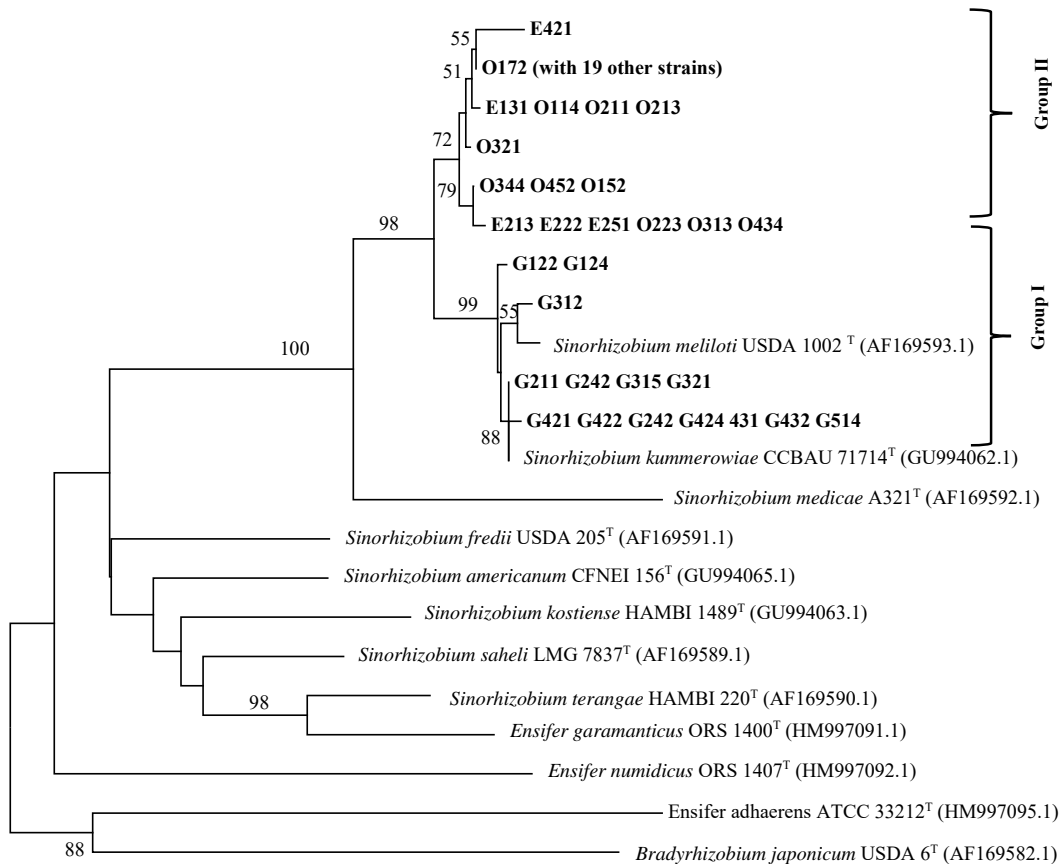 55
E421
O172 (with 19 other strains)
51
E131 O114 O211 O213
72
O321
79
O344 O452 O152
E213 E222 E251 O223 O313 O434
Group II
98
G122 G124
99
55
G312
Sinorhizobium meliloti USDA 1002 T (AF169593.1)
100
G211 G242 G315 G321
G421 G422 G242 G424 431 G432 G514
88
Sinorhizobium kummerowiae CCBAU 71714T (GU994062.1)
Group I
Sinorhizobium medicae A321T (AF169592.1)
Sinorhizobium fredii USDA 205T (AF169591.1)
Sinorhizobium americanum CFNEI 156T (GU994065.1)
Sinorhizobium kostiense HAMBI 1489T (GU994063.1)
Sinorhizobium saheli LMG 7837T (AF169589.1)
98
Sinorhizobium terangae HAMBI 220T (AF169590.1)
Ensifer garamanticus ORS 1400T (HM997091.1)
Ensifer numidicus ORS 1407T (HM997092.1)
Ensifer adhaerens ATCC 33212T (HM997095.1)
88
Bradyrhizobium japonicum USDA 6T (AF169582.1)